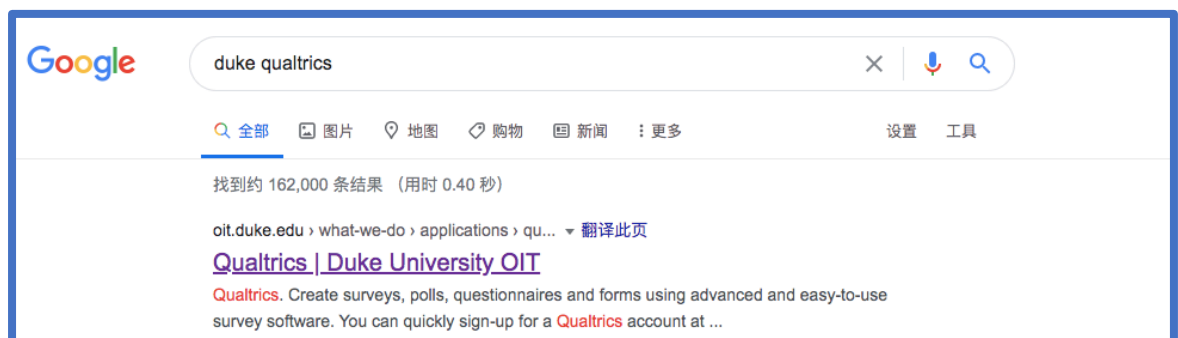 Google
duke qualtrics
全部 图片 地图 购物 新闻 更多 设置 工具
找到约 162,000 条结果 （用时 0.40 秒）
oit.duke.edu › what-we-do › applications › qu... 翻译此页
Qualtrics | Duke University OIT
Qualtrics. Create surveys, polls, questionnaires and forms using advanced and easy-to-use
survey software. You can quickly sign-up for a Qualtrics account at ...